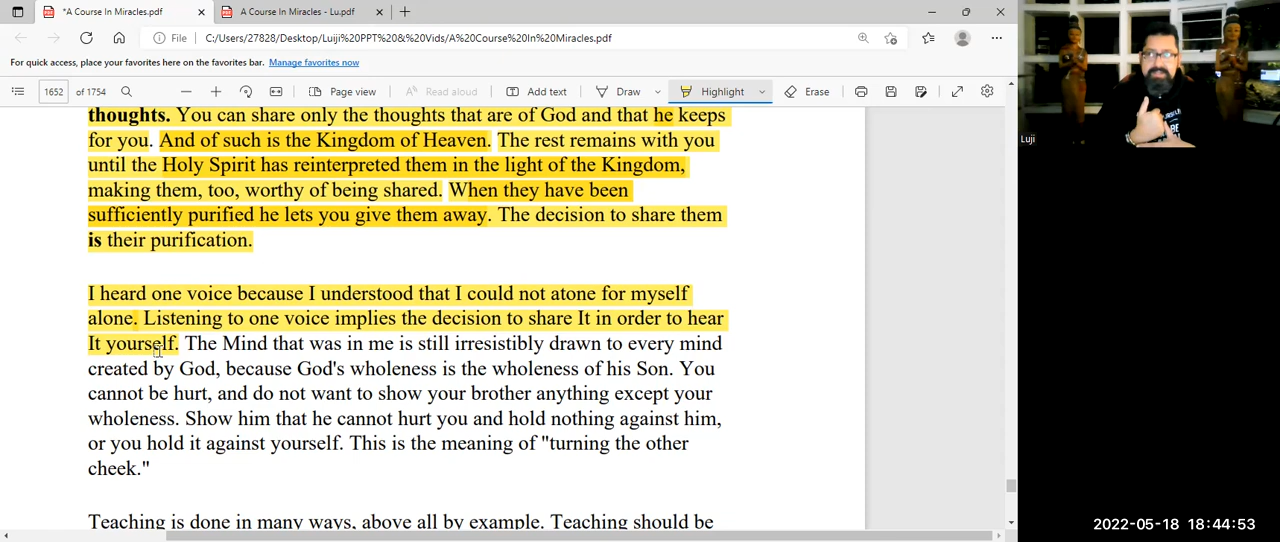 *A Course In Miracles.pdf
A Course In Miracles - Lu.pdf
File
C:/Users/27828/Desktop/Luiji%20PPT%20&%20Vids/A%20Course%20In%20Miracles.pdf
For quick access, place your favorites here on the favorites bar. Manage favorites now
1652 of 1754
Page view
Read aloud
Add text
Draw
Highlight
Erase
thoughts. You can share only the thoughts that are of God and that he keeps
for you. And of such is the Kingdom of Heaven. The rest remains with you
until the Holy Spirit has reinterpreted them in the light of the Kingdom,
making them, too, worthy of being shared. When they have been
sufficiently purified he lets you give them away. The decision to share them
is their purification.
I heard one voice because I understood that I could not atone for myself
alone. Listening to one voice implies the decision to share It in order to hear
It yourself. The Mind that was in me is still irresistibly drawn to every mind
created by God, because God's wholeness is the wholeness of his Son. You
cannot be hurt, and do not want to show your brother anything except your
wholeness. Show him that he cannot hurt you and hold nothing against him,
or you hold it against yourself. This is the meaning of "turning the other
cheek."
Teaching is done in many ways, above all by example. Teaching should be
Luji
2022-05-18 18:44:53